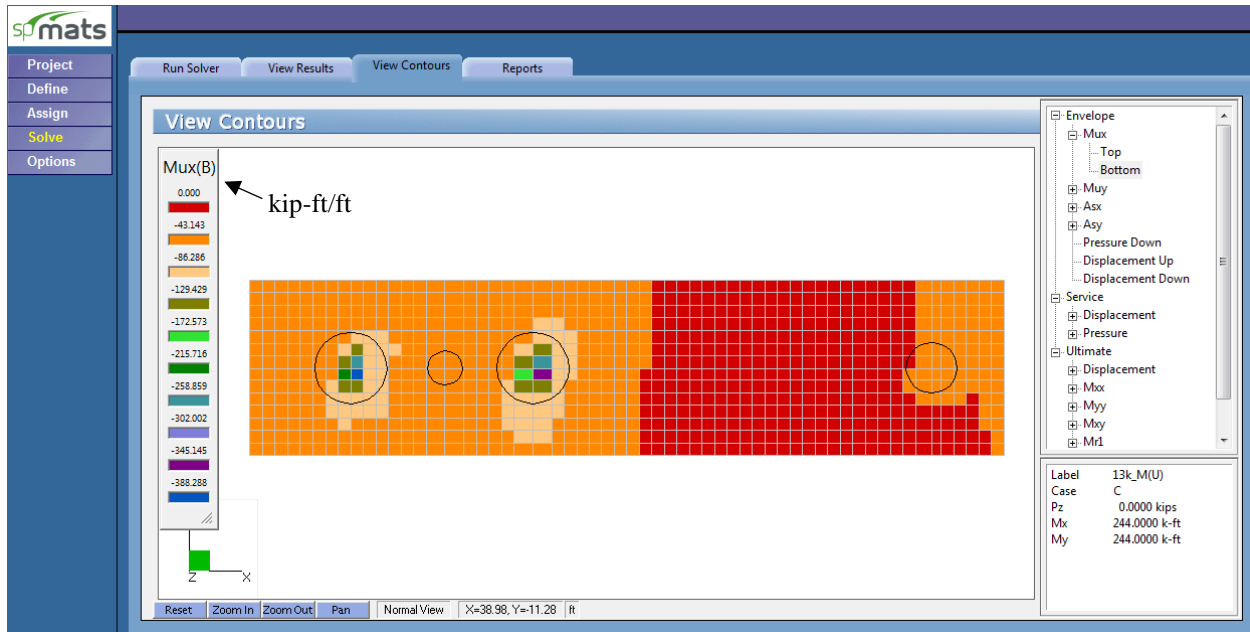 spmats
Project
Define
Assign
Solve
Options
Run Solver
View Results
View Contours
Reports
View Contours
Mux(B)
kip-ft/ft
0.000
-43.143
-86.286
-129.429
-172.573
-215.716
-258.859
-302.002
-345.145
-388.288
Z
X
Reset
Zoom In
Zoom Out
Pan
Normal View
X=38.98, Y=-11.28
ft
Envelope
Mux
Top
Bottom
Muy
Asx
Asy
Pressure Down
Displacement Up
Displacement Down
Service
Displacement
Pressure
Ultimate
Displacement
Mxx
Myy
Mxy
Mr1
Label 13k_M(U)
Case C
Pz 0.0000 kips
Mx 244.0000 k-ft
My 244.0000 k-ft